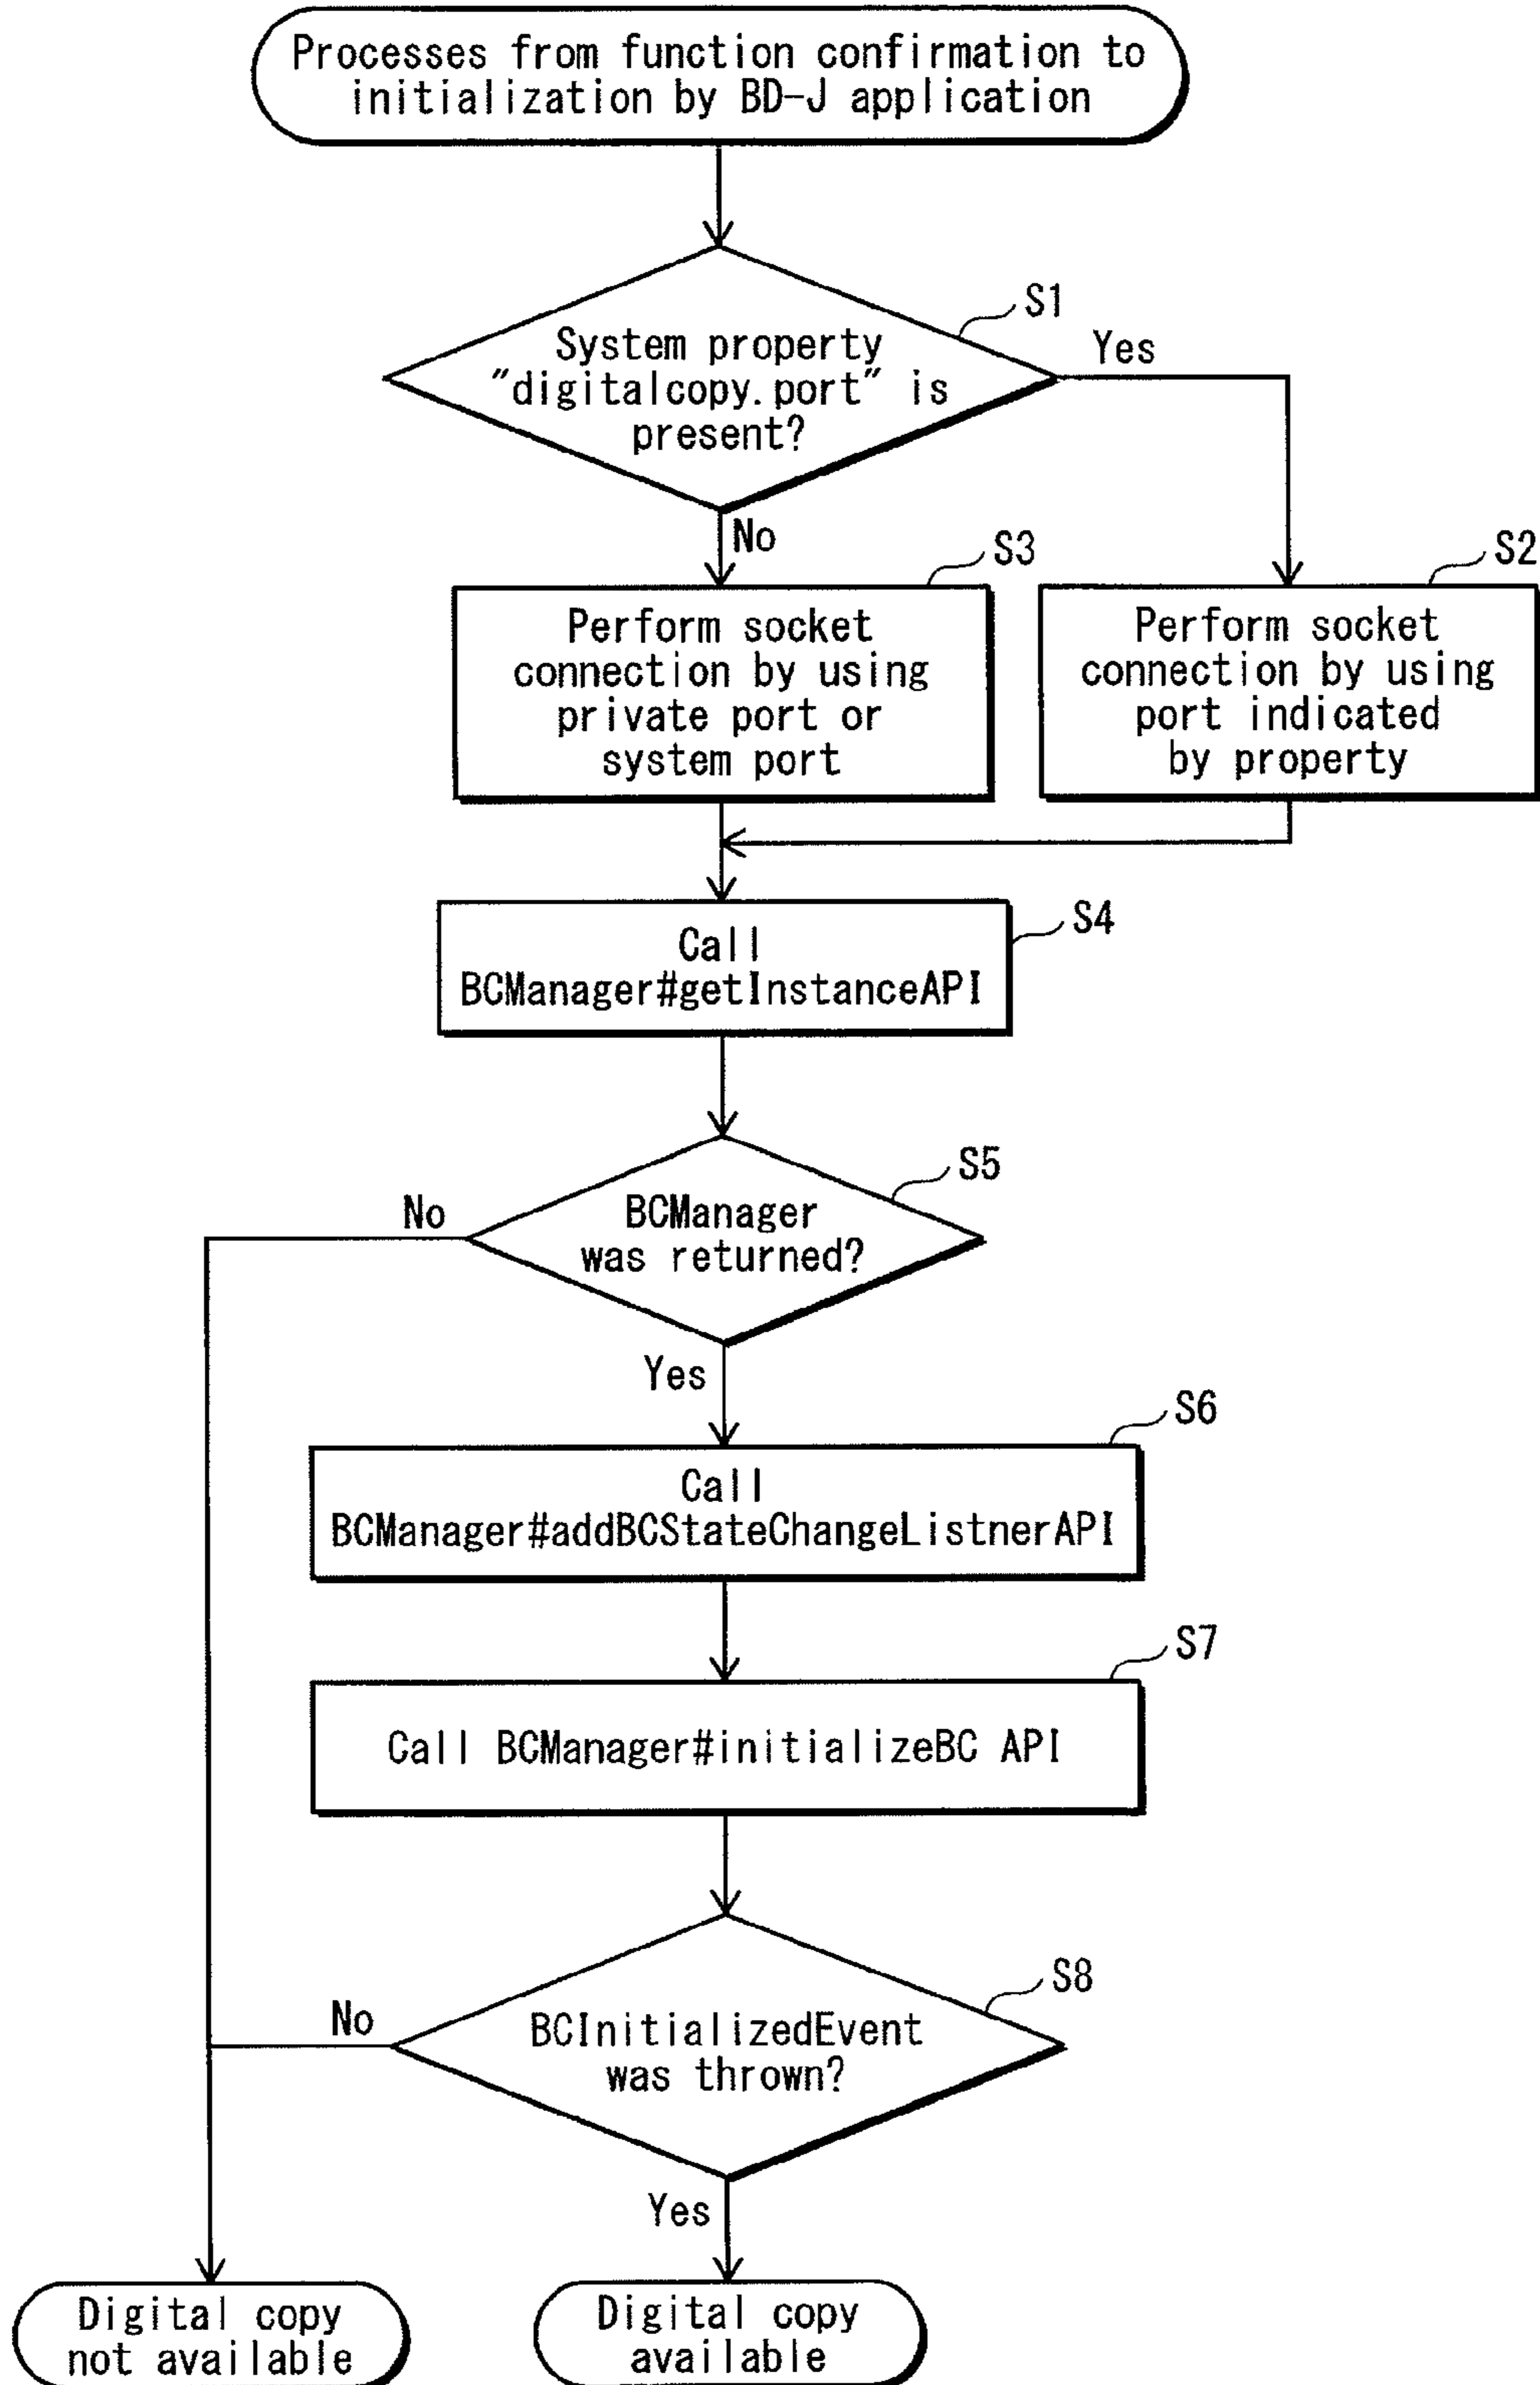 Processes from function confirmation to
initialization by BD-J application
S1
System property
"digitalcopy.port" is
present?
Yes
No
S3
S2
Perform socket
connection by using
private port or
system port
Perform socket
connection by using
port indicated
by property
S4
Call
BCManager#getInstanceAPI
S5
No
BCManager
was returned?
Yes
S6
Call
BCManager#addBCStateChangeListnerAPI
S7
Call BCManager#initializeBC API
S8
No
BCInitializedEvent
was thrown?
Yes
Digital copy
not available
Digital copy
available